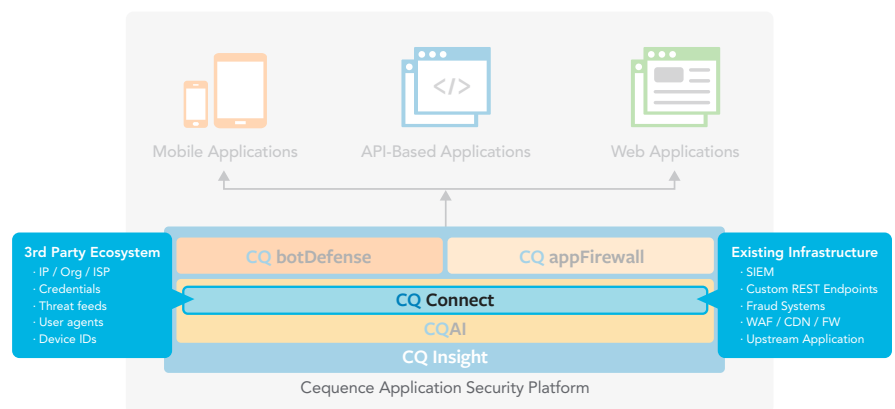 </>
Mobile Applications
API-Based Applications
Web Applications
3rd Party Ecosystem
· IP / Org / ISP
· Credentials
· Threat feeds
· User agents
· Device IDs
CQ botDefense
CQ appFirewall
CQ Connect
CQAI
CQ Insight
Existing Infrastructure
· SIEM
· Custom REST Endpoints
· Fraud Systems
· WAF / CDN / FW
· Upstream Application
Cequence Application Security Platform